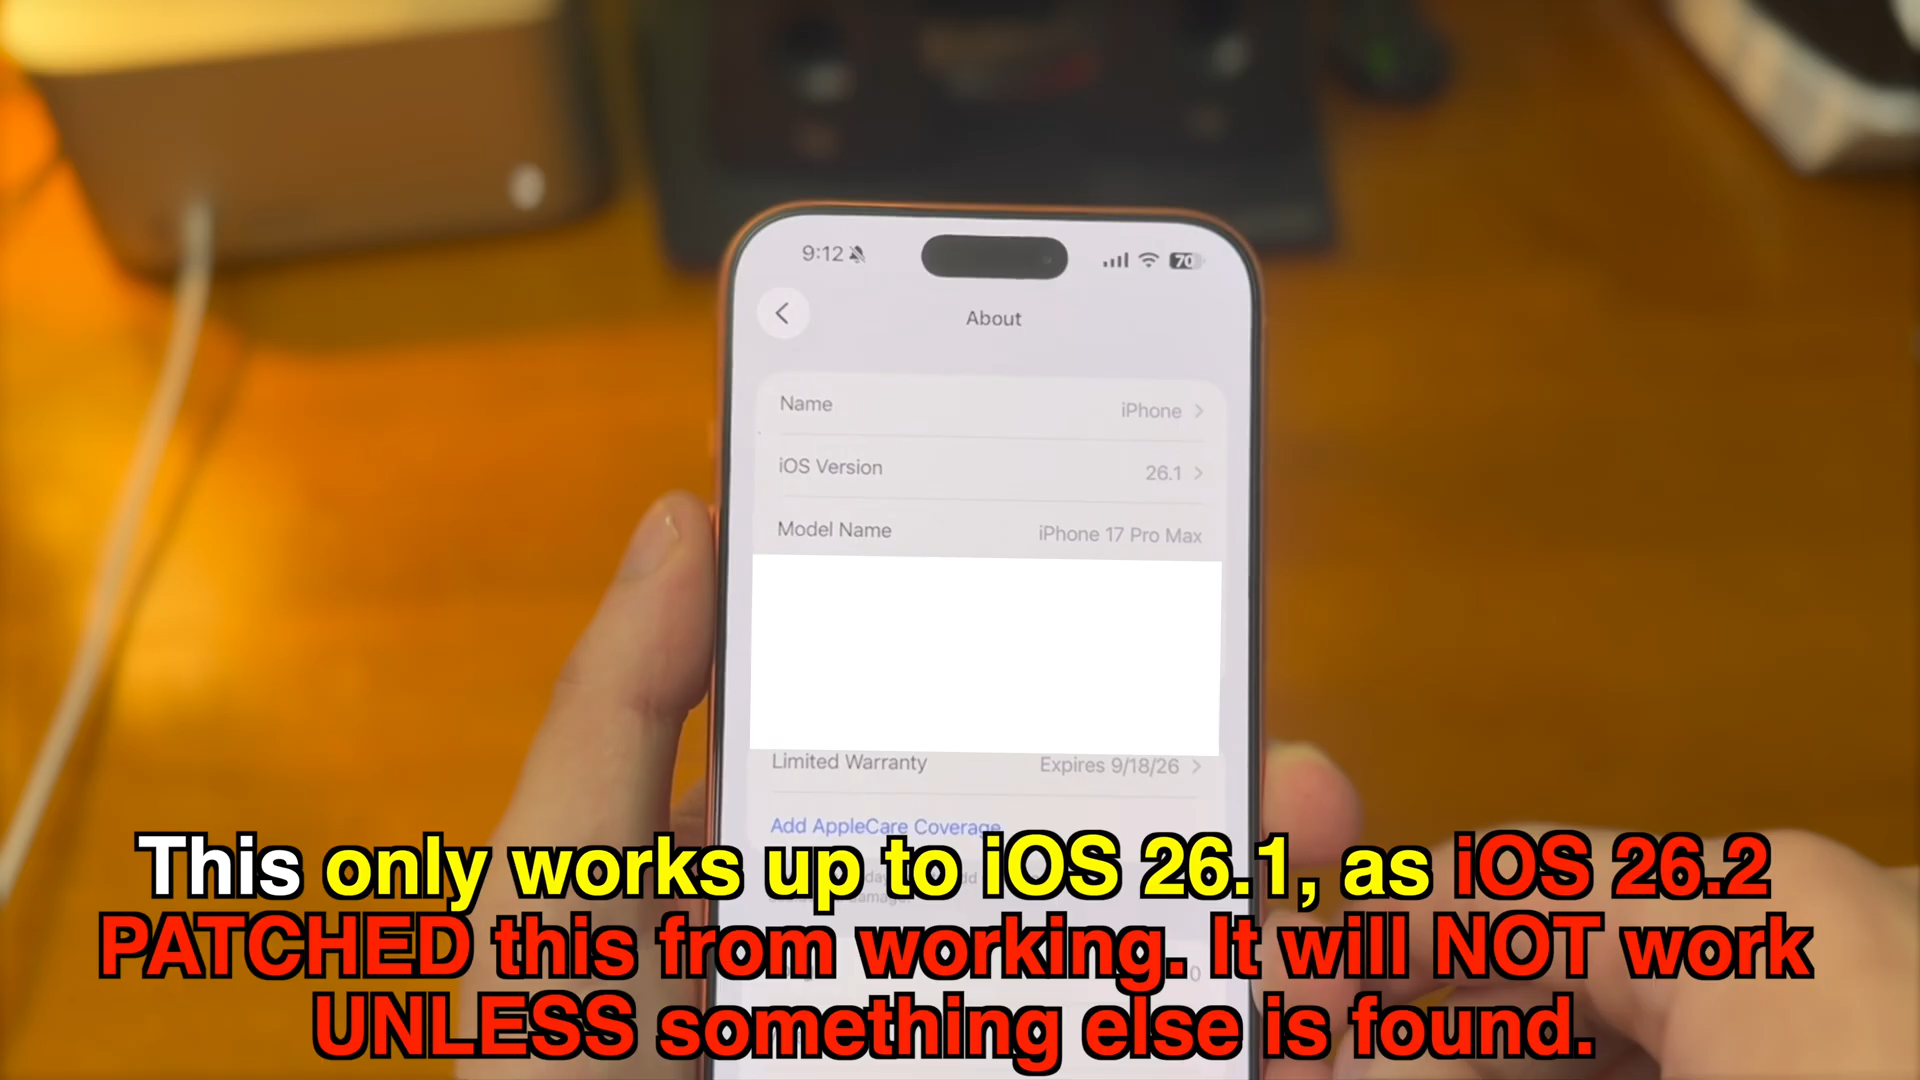 9:12
70
About
Name iPhone
iOS Version 26.1
Model Name iPhone 17 Pro Max
Limited Warranty Expires 9/18/26
Add AppleCare Coverage
This only works up to iOS 26.1, as iOS 26.2
PATCHED this from working. It will NOT work
UNLESS something else is found.